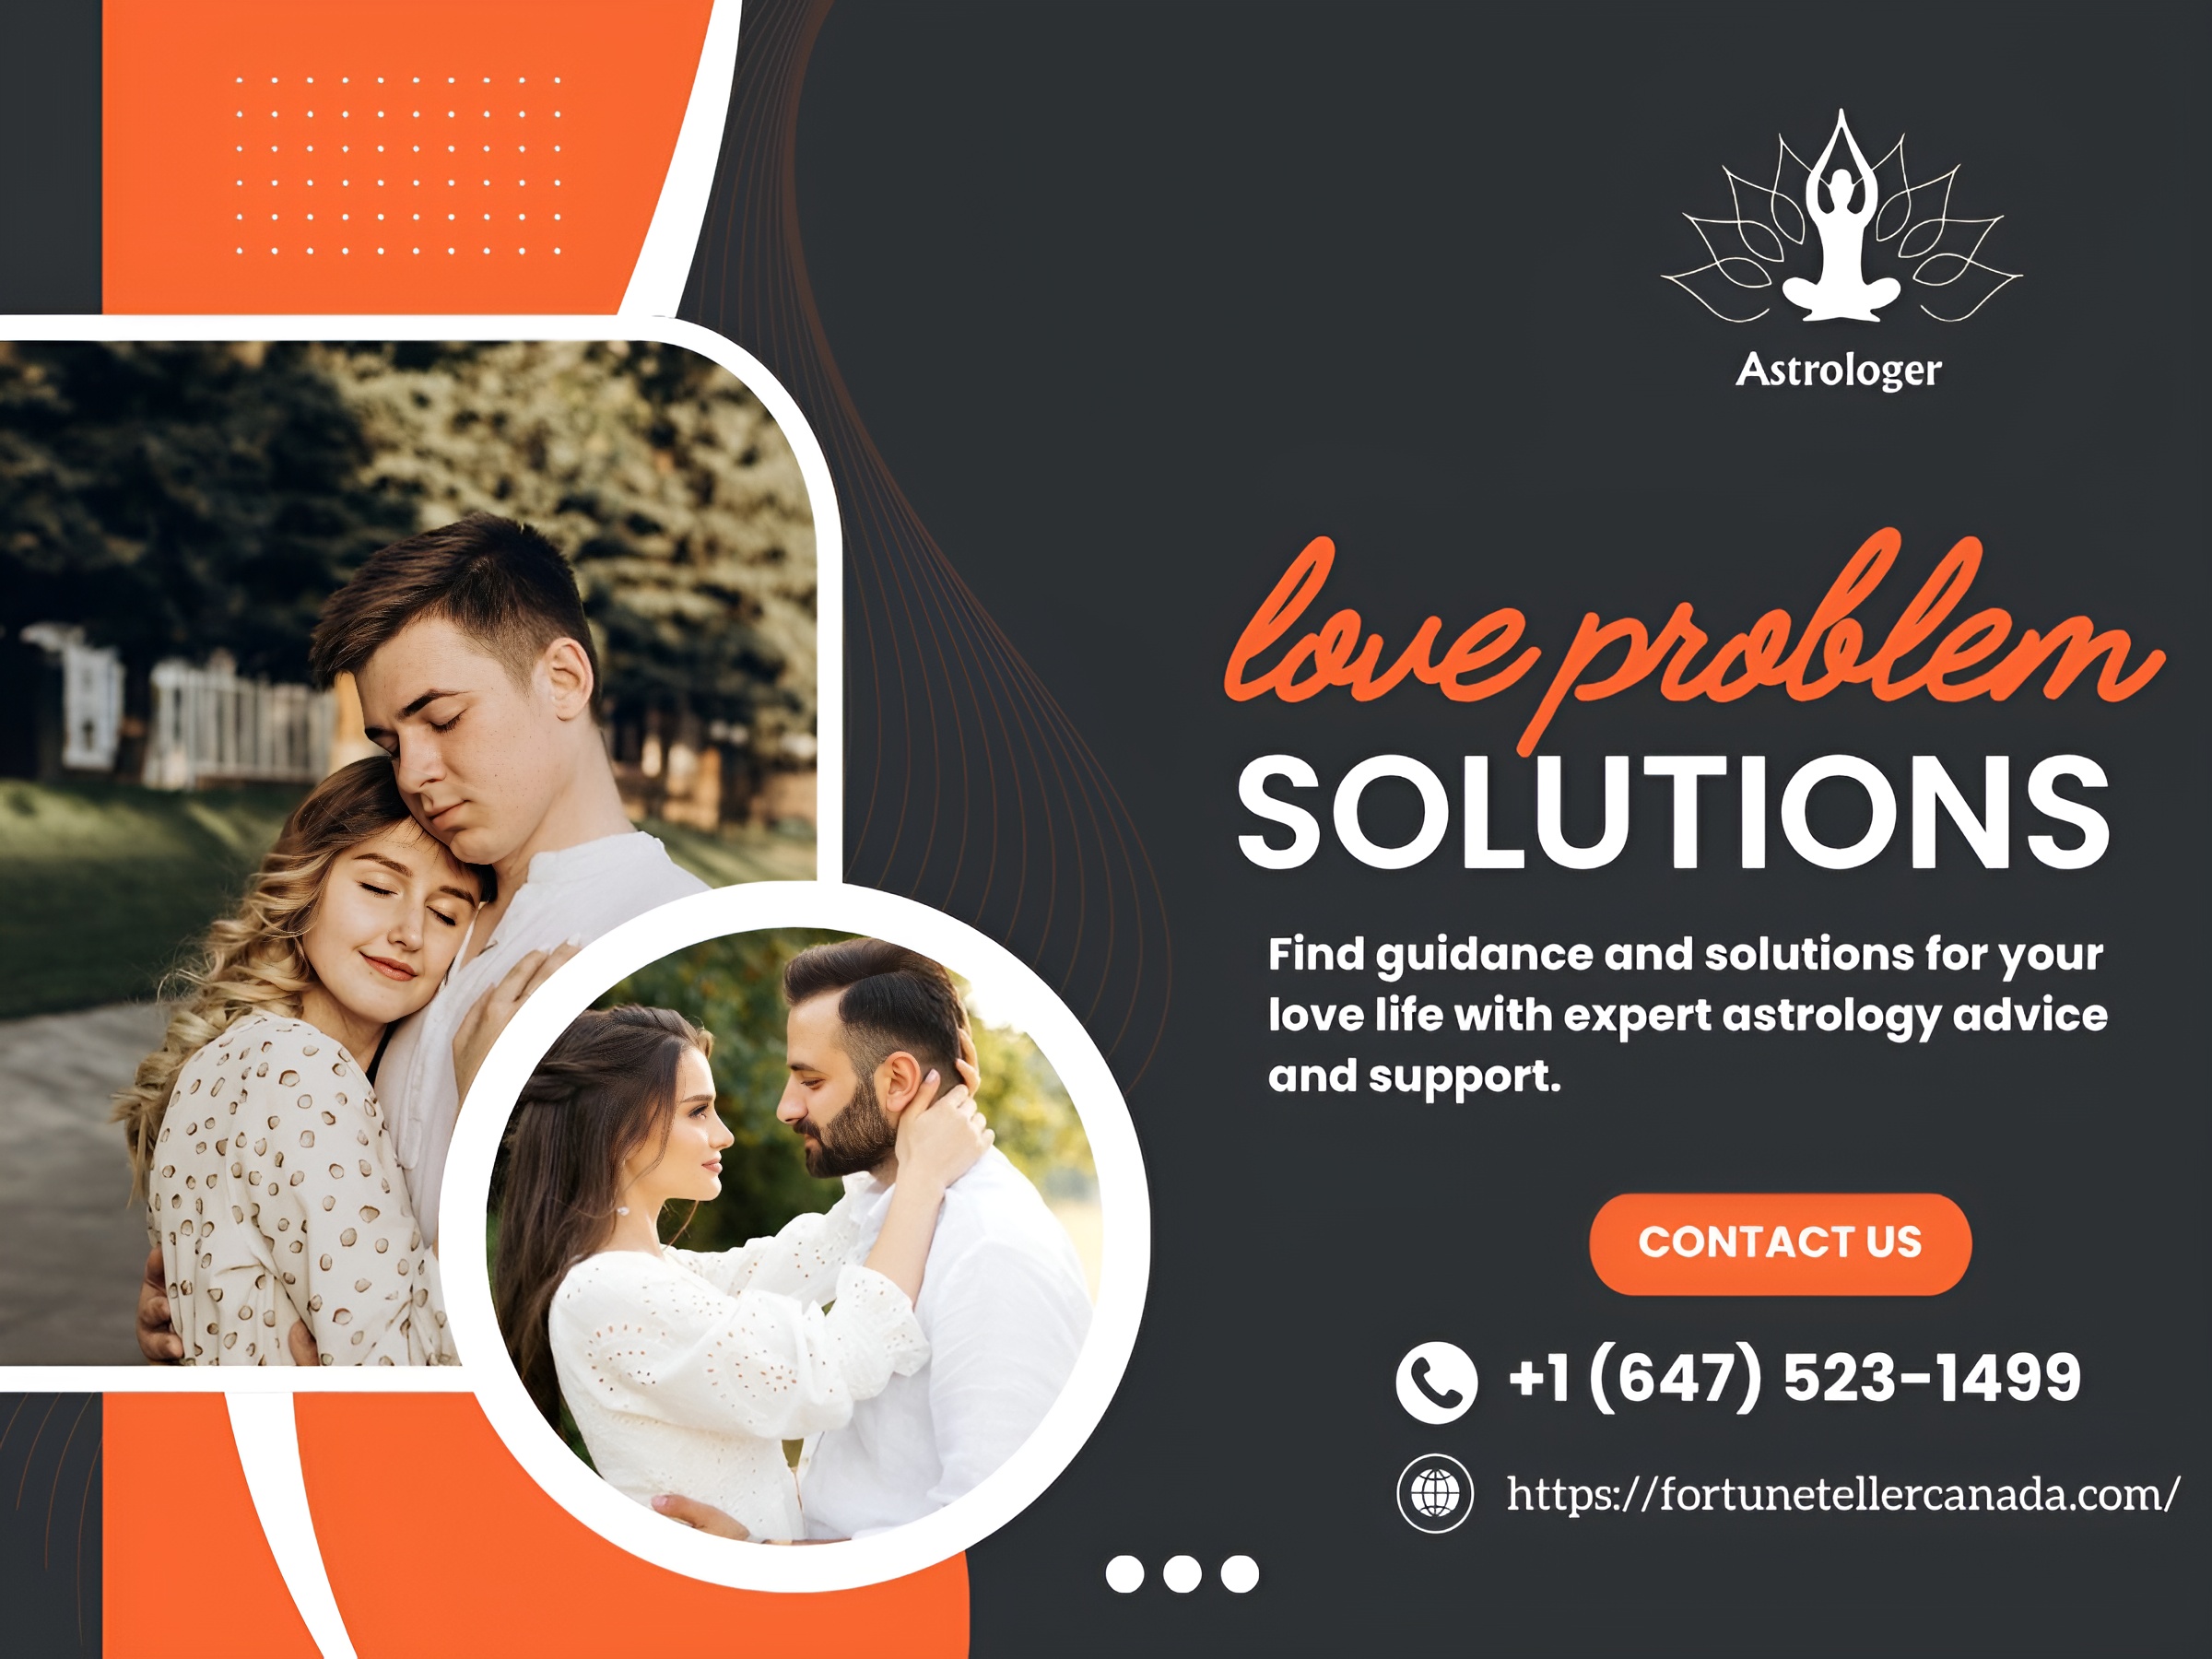 Astrologer
love problem
SOLUTIONS
Find guidance and solutions for your
love life with expert astrology advice
and support.
CONTACT US
+1 (647) 523-1499
https://fortunetellercanada.com/